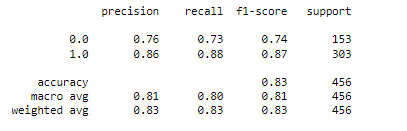 precision recall f1-score support
0.0 0.76 0.73 0.74 153
1.0 0.86 0.88 0.87 303
accuracy 0.83 456
macro avg 0.81 0.80 0.81 456
weighted avg 0.83 0.83 0.83 456